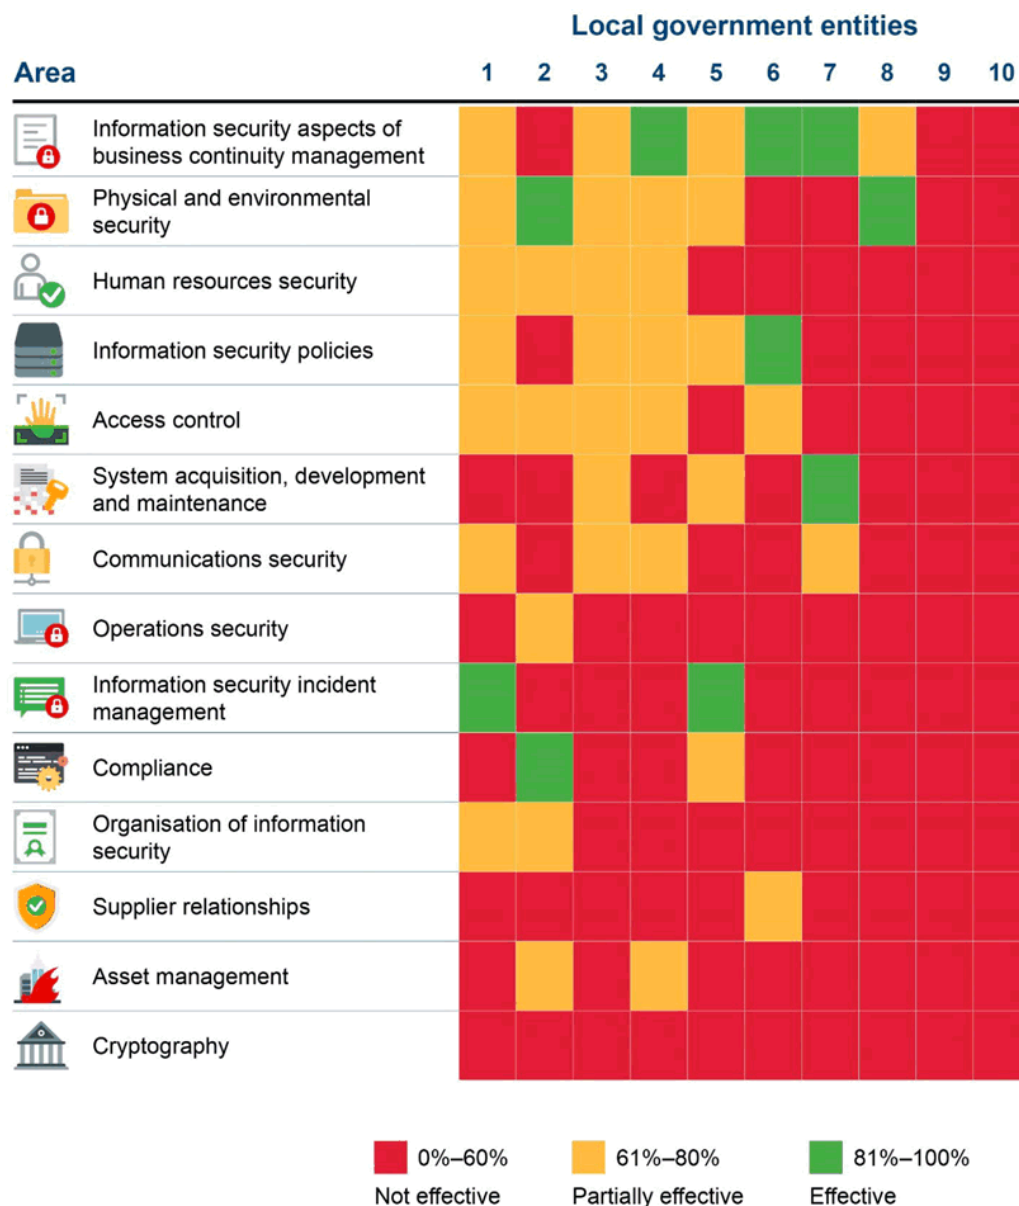 Local government entities
Area 1 2 3 4 5 6 7 8 9 10
Information security aspects of
business continuity management
Physical and environmental
security
Human resources security
Information security policies
Access control
System acquisition, development
and maintenance
Communications security
Operations security
Information security incident
management
Compliance
Organisation of information
security
Supplier relationships
Asset management
Cryptography
0%–60% 61%–80% 81%–100%
Not effective Partially effective Effective